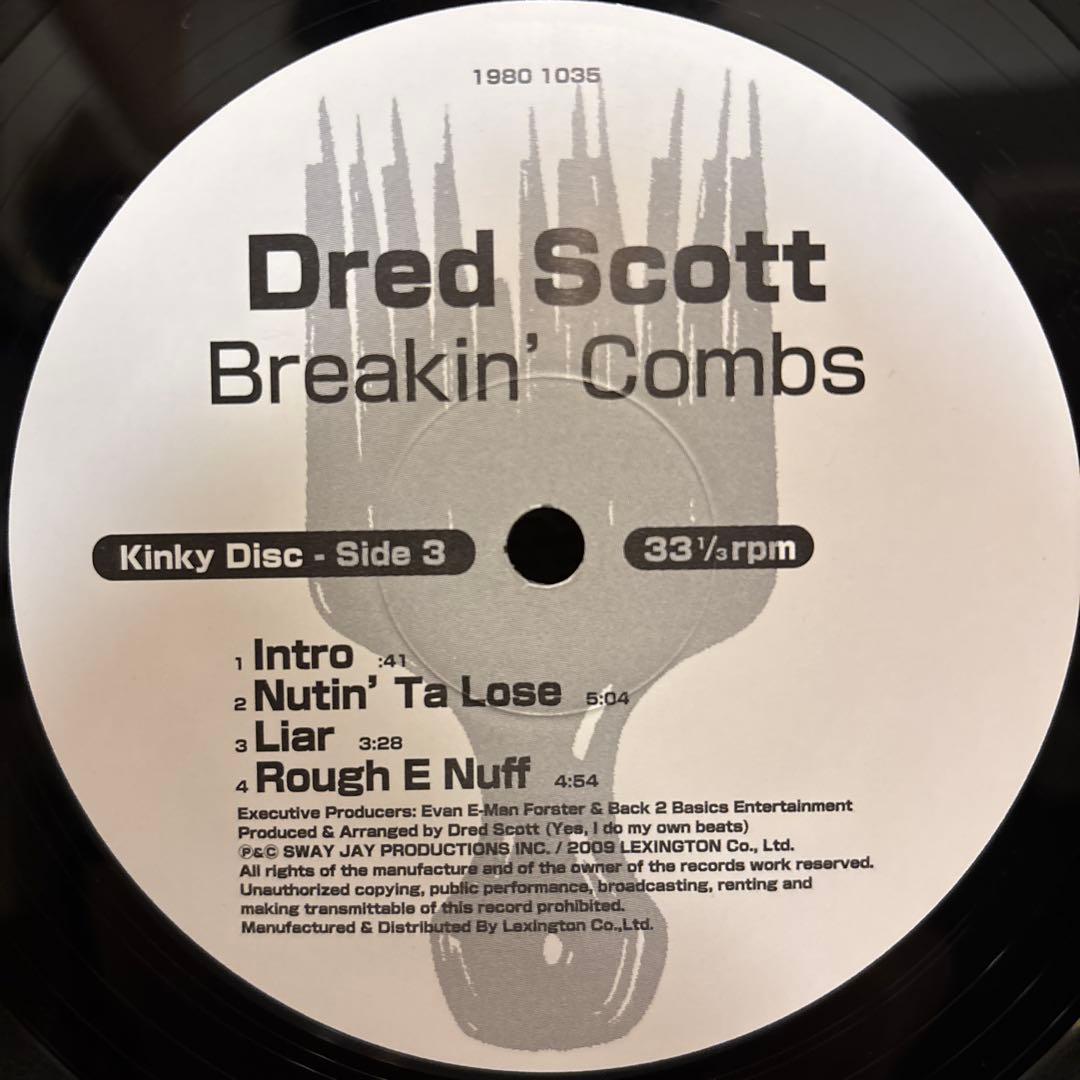 1980 1035
Dred Scott
Breakin' Combs
Kinky Disc - Side 3 33 1/3 rpm
1 Intro :41
2 Nutin' Ta Lose 5:04
3 Liar 3:28
4 Rough E Nuff 4:54
Executive Producers: Evan E-Man Forster & Back 2 Basics Entertainment
Produced & Arranged by Dred Scott (Yes, I do my own beats)
℗&© SWAY JAY PRODUCTIONS INC. / 2009 LEXINGTON Co., Ltd.
All rights of the manufacture and of the owner of the records work reserved.
Unauthorized copying, public performance, broadcasting, renting and
making transmittable of this record prohibited.
Manufactured & Distributed By Lexington Co.,Ltd.